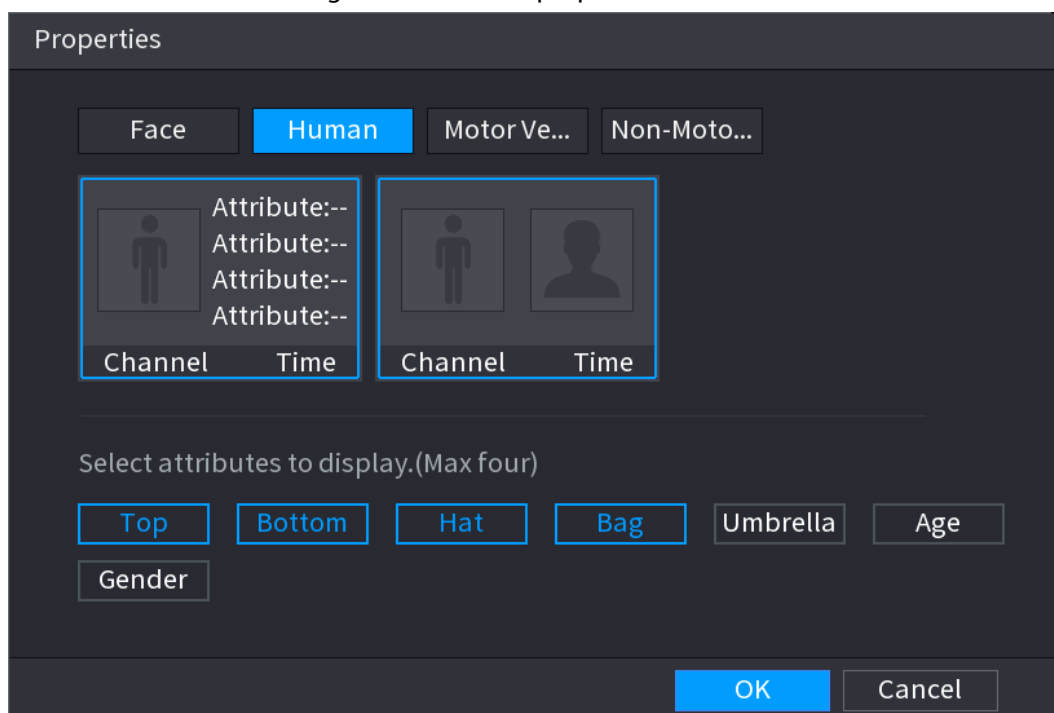 Properties
Face Human Motor Ve... Non-Moto...
Attribute:--
Attribute:--
Attribute:--
Attribute:--
Channel Time Channel Time
Select attributes to display.(Max four)
Top Bottom Hat Bag Umbrella Age
Gender
OK Cancel